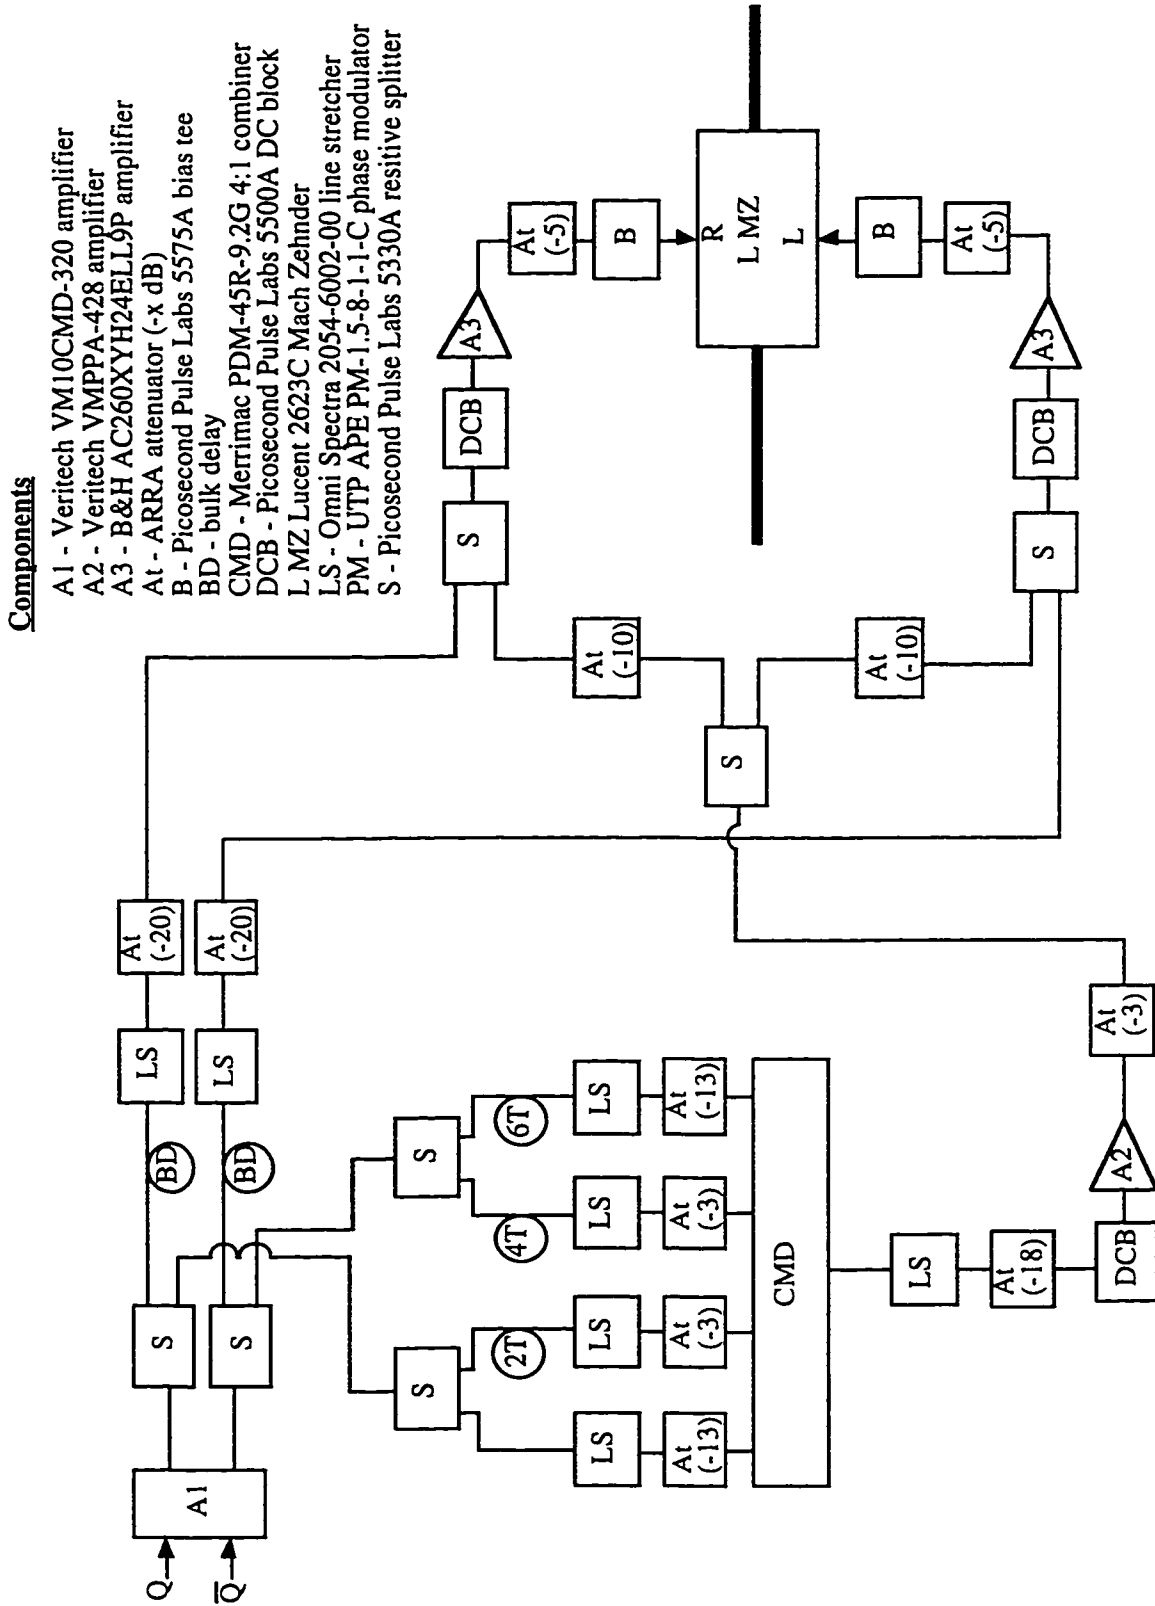 Components
A1 - Veritech VM10CMD-320 amplifier
A2 - Veritech VMPPA-428 amplifier
A3 - B&H AC260XYH24ELL9P amplifier
At - ARRA attenuator (-x dB)
B - Picosecond Pulse Labs 5575A bias tee
BD - bulk delay
CMD - Merrimac PDM-45R-9.2G 4:1 combiner
DCB - Picosecond Pulse Labs 5500A DC block
L MZ Lucent 2623C Mach Zehnder
LS - Omni Spectra 2054-6002-00 line stretcher
PM - UTP APE PM-1.5-8-1-1-C phase modulator
S - Picosecond Pulse Labs 5330A resitive splitter
Q
Q̅
A1
S
S
BD
BD
LS
LS
At
(-20)
At
(-20)
S
S
2T
4T
6T
LS
LS
LS
LS
At
(-13)
At
(-3)
At
(-3)
At
(-13)
CMD
LS
At
(-18)
DCB
A2
At
(-3)
S
At
(-10)
At
(-10)
S
DCB
A3
At
(-5)
B
R
L MZ
L
B
At
(-5)
A3
DCB
S